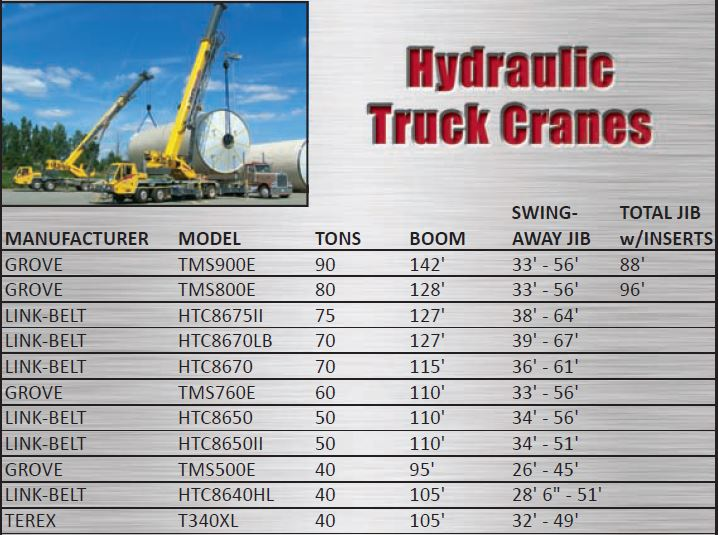 Hydraulic
Truck Cranes
MANUFACTURER MODEL TONS BOOM SWING-AWAY JIB TOTAL JIB w/INSERTS
GROVE TMS900E 90 142' 33' - 56' 88'
GROVE TMS800E 80 128' 33' - 56' 96'
LINK-BELT HTC8675II 75 127' 38' - 64'
LINK-BELT HTC8670LB 70 127' 39' - 67'
LINK-BELT HTC8670 70 115' 36' - 61'
GROVE TMS760E 60 110' 33' - 56'
LINK-BELT HTC8650 50 110' 34' - 56'
LINK-BELT HTC8650II 50 110' 34' - 51'
GROVE TMS500E 40 95' 26' - 45'
LINK-BELT HTC8640HL 40 105' 28' 6" - 51'
TEREX T340XL 40 105' 32' - 49'